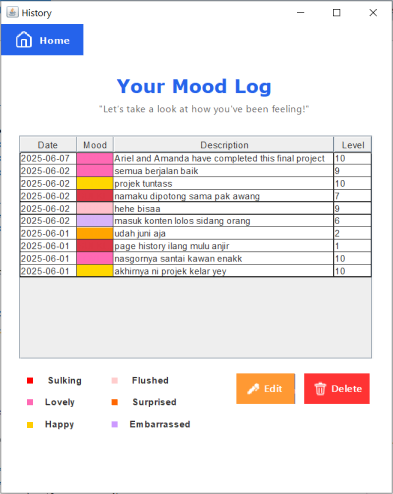 History
Home
Your Mood Log
"Let's take a look at how you've been feeling!"
Date Mood Description Level
2025-06-07 Ariel and Amanda have completed this final project 10
2025-06-02 semua berjalan baik 9
2025-06-02 projek tuntass 10
2025-06-02 namaku dipotong sama pak awang 7
2025-06-02 hehe bisaa 9
2025-06-02 masuk konten lolos sidang orang 6
2025-06-01 udah juni aja 2
2025-06-01 page history ilang mulu anjir 1
2025-06-01 nasgornya santai kawan enakk 10
2025-06-01 akhirnya ni projek kelar yey 10
Sulking Flushed Edit Delete
Lovely Surprised
Happy Embarrassed